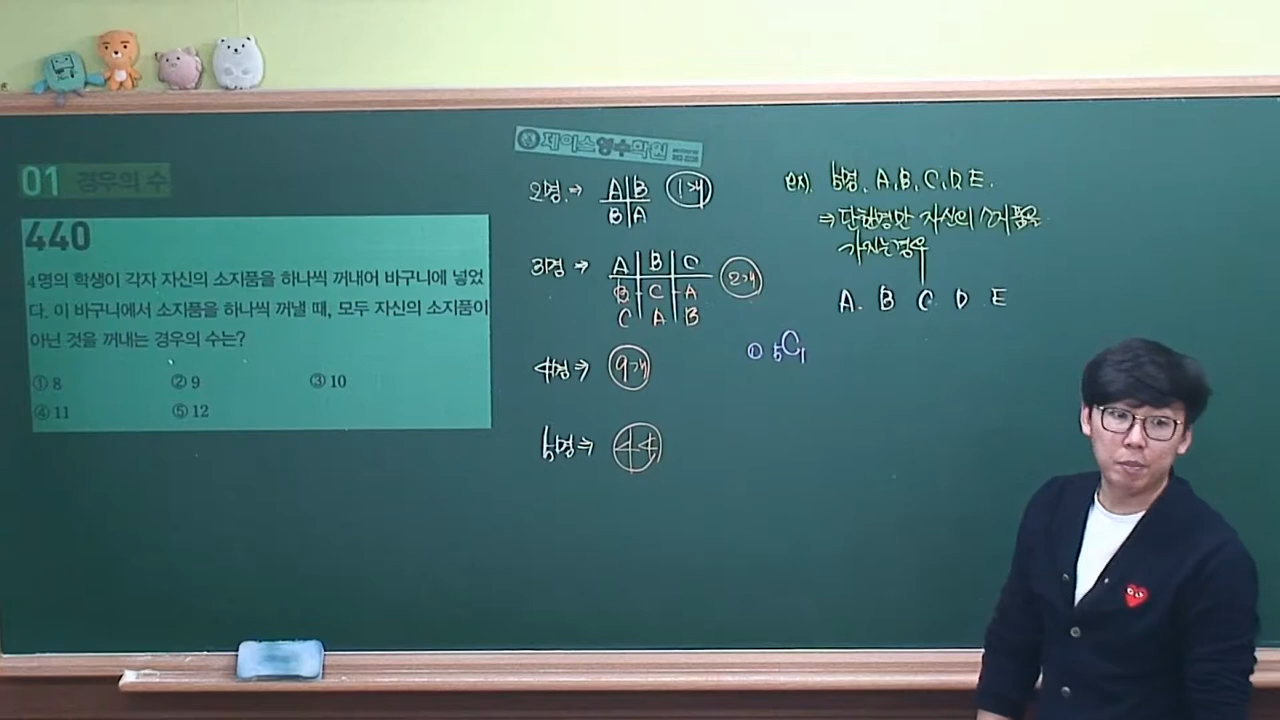 01 경우의 수
440
4명의 학생이 각자 자신의 소지품을 하나씩 꺼내어 바구니에 넣었
다. 이 바구니에서 소지품을 하나씩 꺼낼 때, 모두 자신의 소지품이
아닌 것을 꺼내는 경우의 수는?
① 8 ② 9 ③ 10
④ 11 ⑤ 12
제이스영수학원
2명 ⇒ A B 1개
B A
3명 ⇒ A B C 2개
B C A
C A B
4명 ⇒ 9개
5명 ⇒ 44
① 5C1
5명. A, B, C, D, E.
⇒ 단 한명만 자신의 소지품을
가지는 경우
A. B C D E